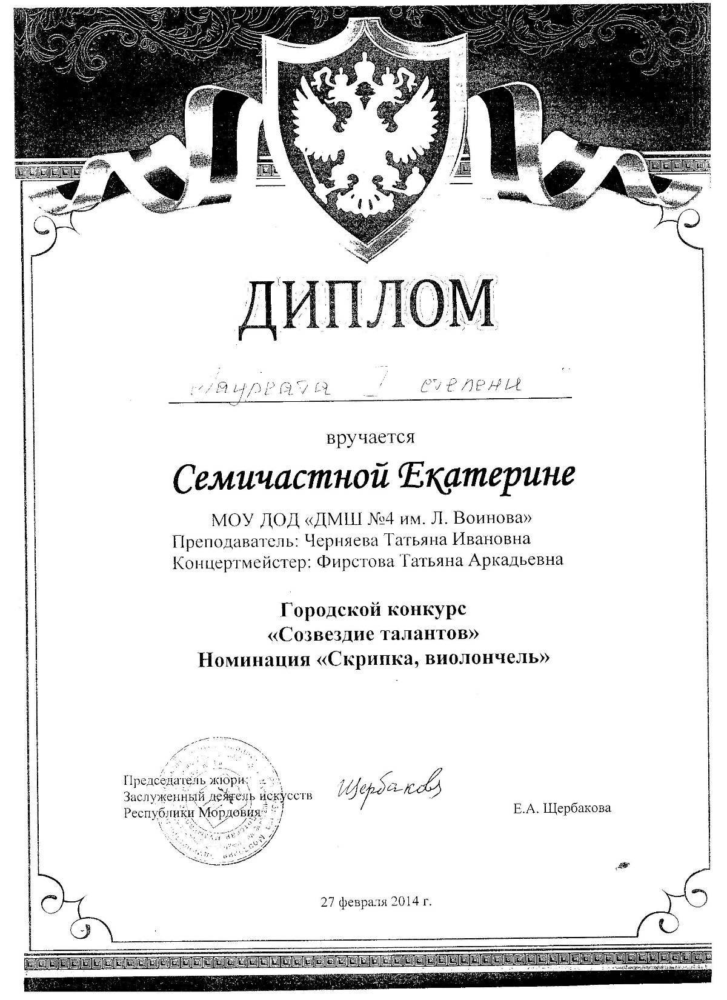 ДИПЛОМ
Лауреата I степени
вручается
Семичастной Екатерине
МОУ ДОД «ДМШ №4 им. Л. Воинова»
Преподаватель: Черняева Татьяна Ивановна
Концертмейстер: Фирстова Татьяна Аркадьевна
Городской конкурс
«Созвездие талантов»
Номинация «Скрипка, виолончель»
Председатель жюри:
Заслуженный деятель искусств
Республики Мордовия
Щербакова
Е.А. Щербакова
27 февраля 2014 г.